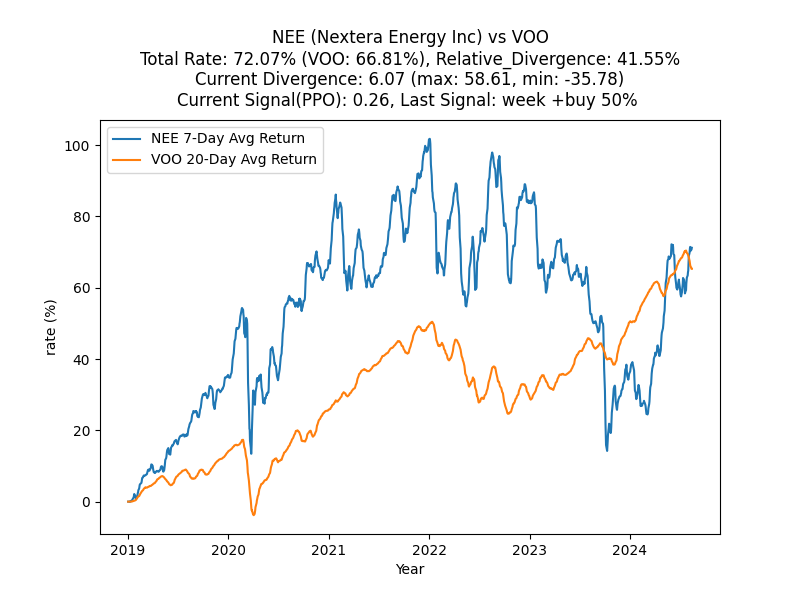 NEE (Nextera Energy Inc) vs VOO
Total Rate: 72.07% (VOO: 66.81%), Relative_Divergence: 41.55%
Current Divergence: 6.07 (max: 58.61, min: -35.78)
Current Signal(PPO): 0.26, Last Signal: week +buy 50%
NEE 7-Day Avg Return
VOO 20-Day Avg Return
rate (%)
100
80
60
40
20
0
2019 2020 2021 2022 2023 2024
Year